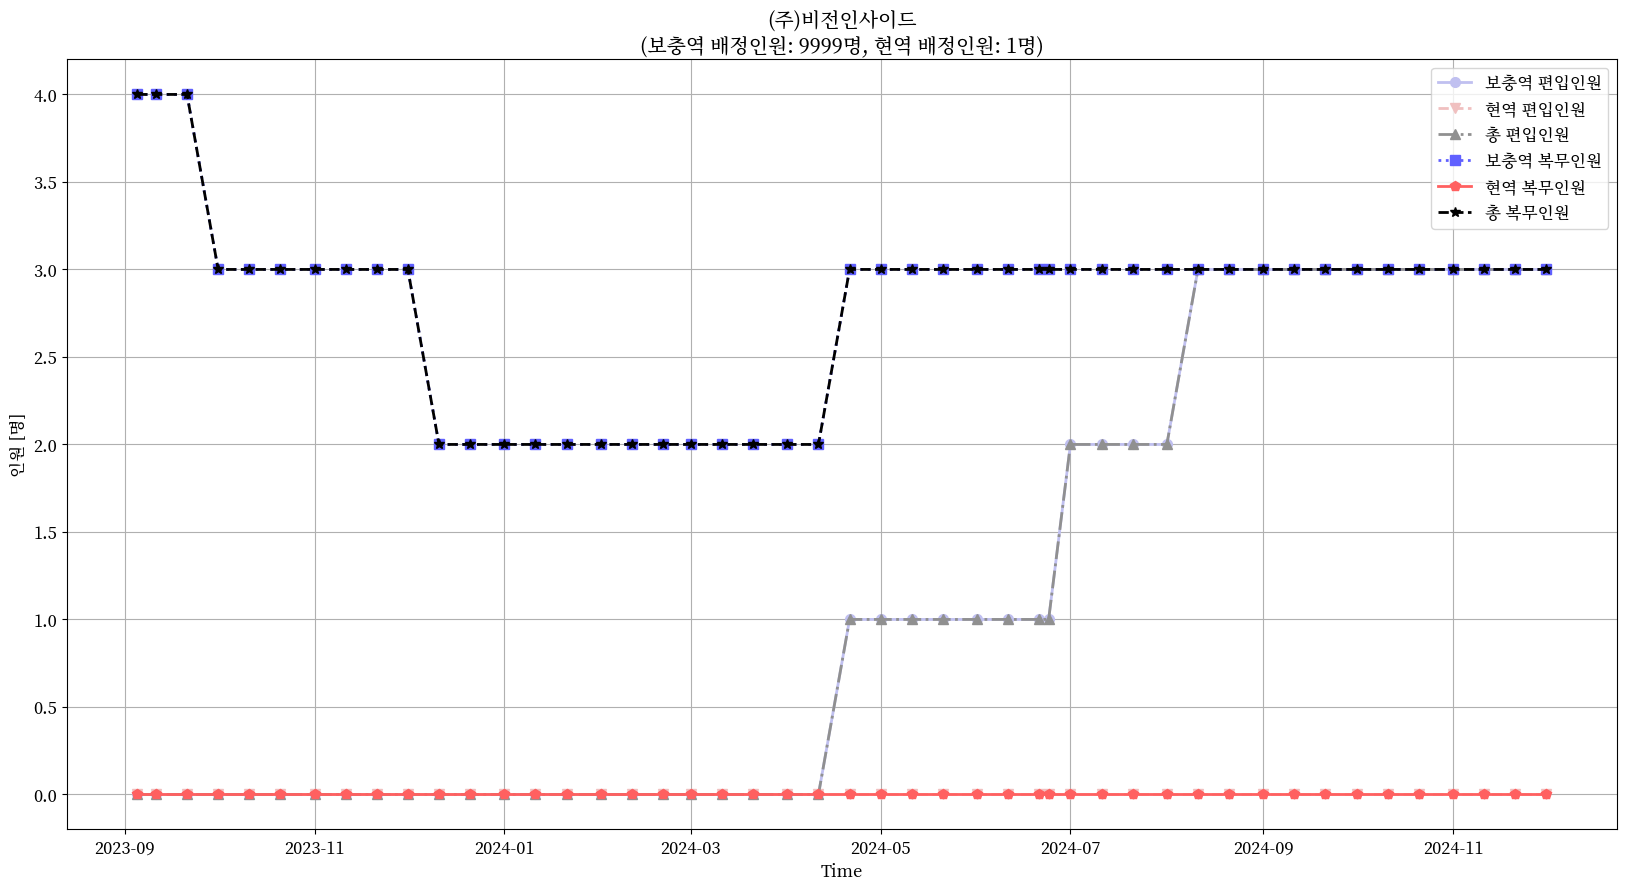 (주)비전인사이드
(보충역 배정인원: 9999명, 현역 배정인원: 1명)
보충역 편입인원
현역 편입인원
총 편입인원
보충역 복무인원
현역 복무인원
총 복무인원
인원 [명]
4.0
3.5
3.0
2.5
2.0
1.5
1.0
0.5
0.0
2023-09
2023-11
2024-01
2024-03
2024-05
2024-07
2024-09
2024-11
Time